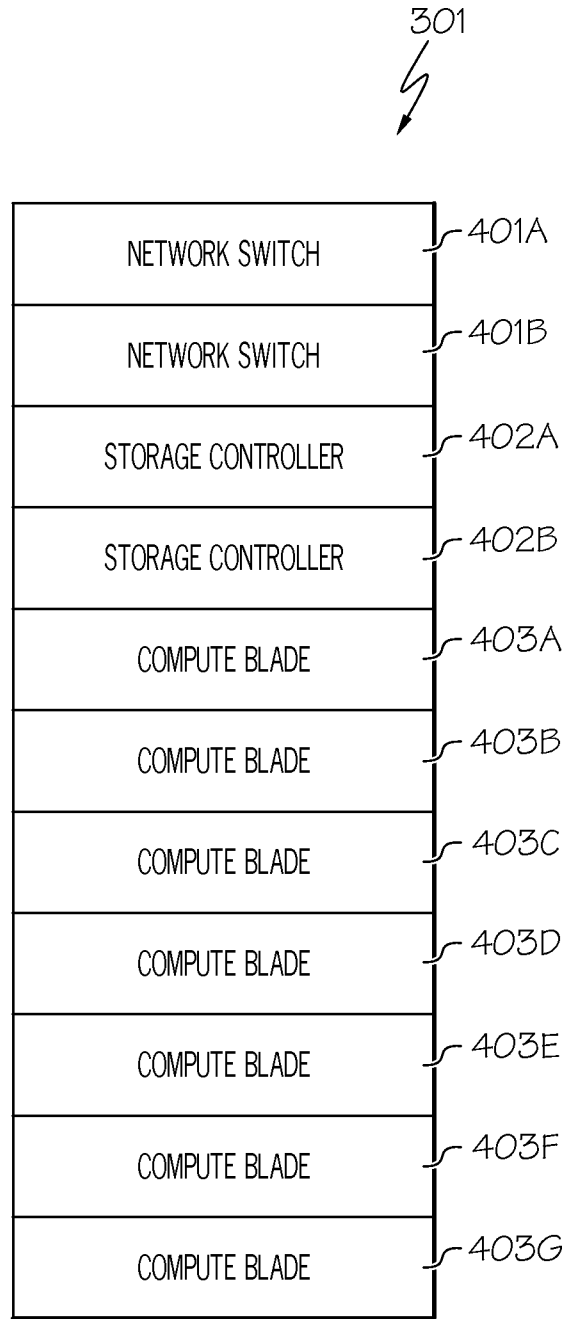 301
NETWORK SWITCH 401A
NETWORK SWITCH 401B
STORAGE CONTROLLER 402A
STORAGE CONTROLLER 402B
COMPUTE BLADE 403A
COMPUTE BLADE 403B
COMPUTE BLADE 403C
COMPUTE BLADE 403D
COMPUTE BLADE 403E
COMPUTE BLADE 403F
COMPUTE BLADE 403G